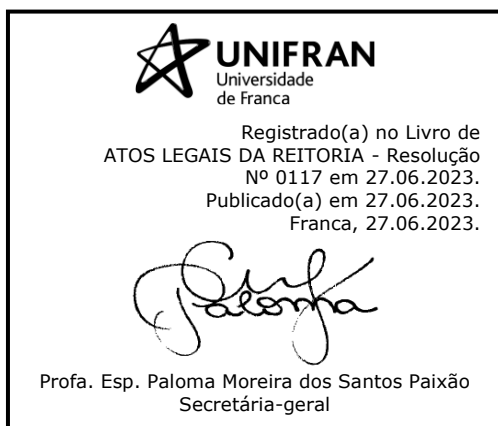 UNIFRAN
Universidade
de Franca
Registrado(a) no Livro de
ATOS LEGAIS DA REITORIA - Resolução
Nº 0117 em 27.06.2023.
Publicado(a) em 27.06.2023.
Franca, 27.06.2023.
Paloma
Profa. Esp. Paloma Moreira dos Santos Paixão
Secretária-geral